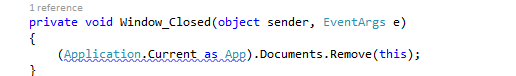 1 reference
private void Window_Closed(object sender, EventArgs e)
{
(Application.Current as App).Documents.Remove(this);
}